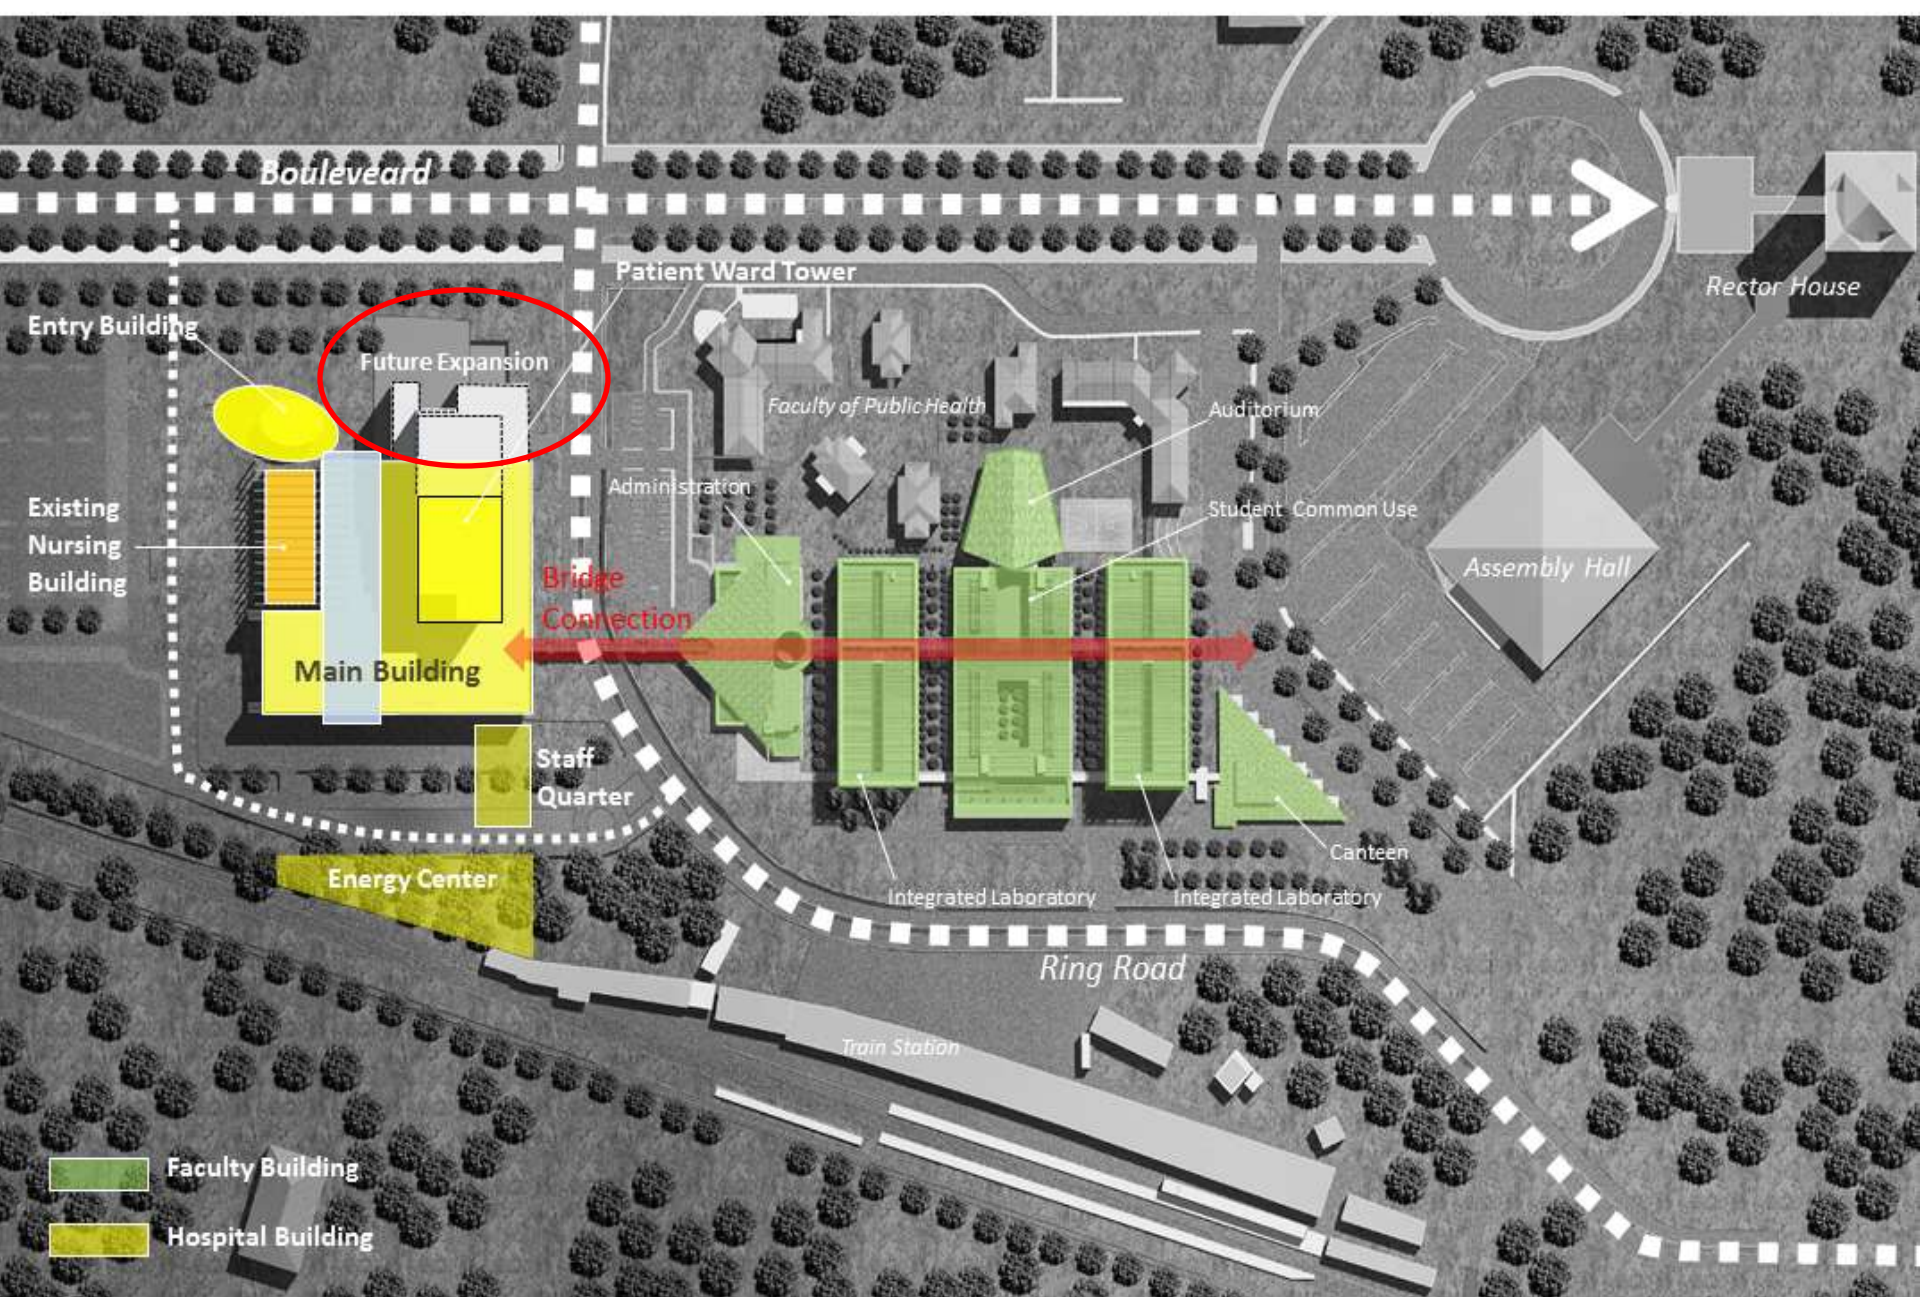 Bouleveard
Patient Ward Tower
Rector House
Entry Building
Future Expansion
Faculty of Public Health
Auditorium
Administration
Existing
Nursing
Building
Student Common Use
Bridge
Connection
Assembly Hall
Main Building
Staff
Quarter
Energy Center
Canteen
Integrated Laboratory
Integrated Laboratory
Ring Road
Train Station
Faculty Building
Hospital Building